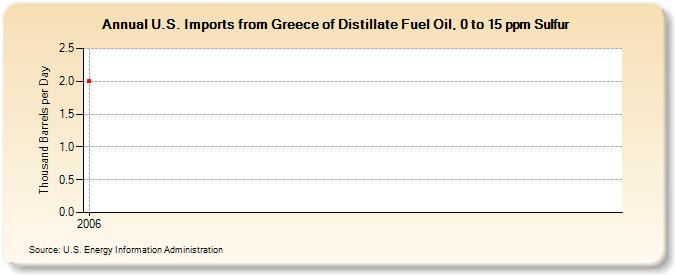 Annual U.S. Imports from Greece of Distillate Fuel Oil, 0 to 15 ppm Sulfur
Thousand Barrels per Day
2.5
2.0
1.5
1.0
0.5
0.0
2006
Source: U.S. Energy Information Administration